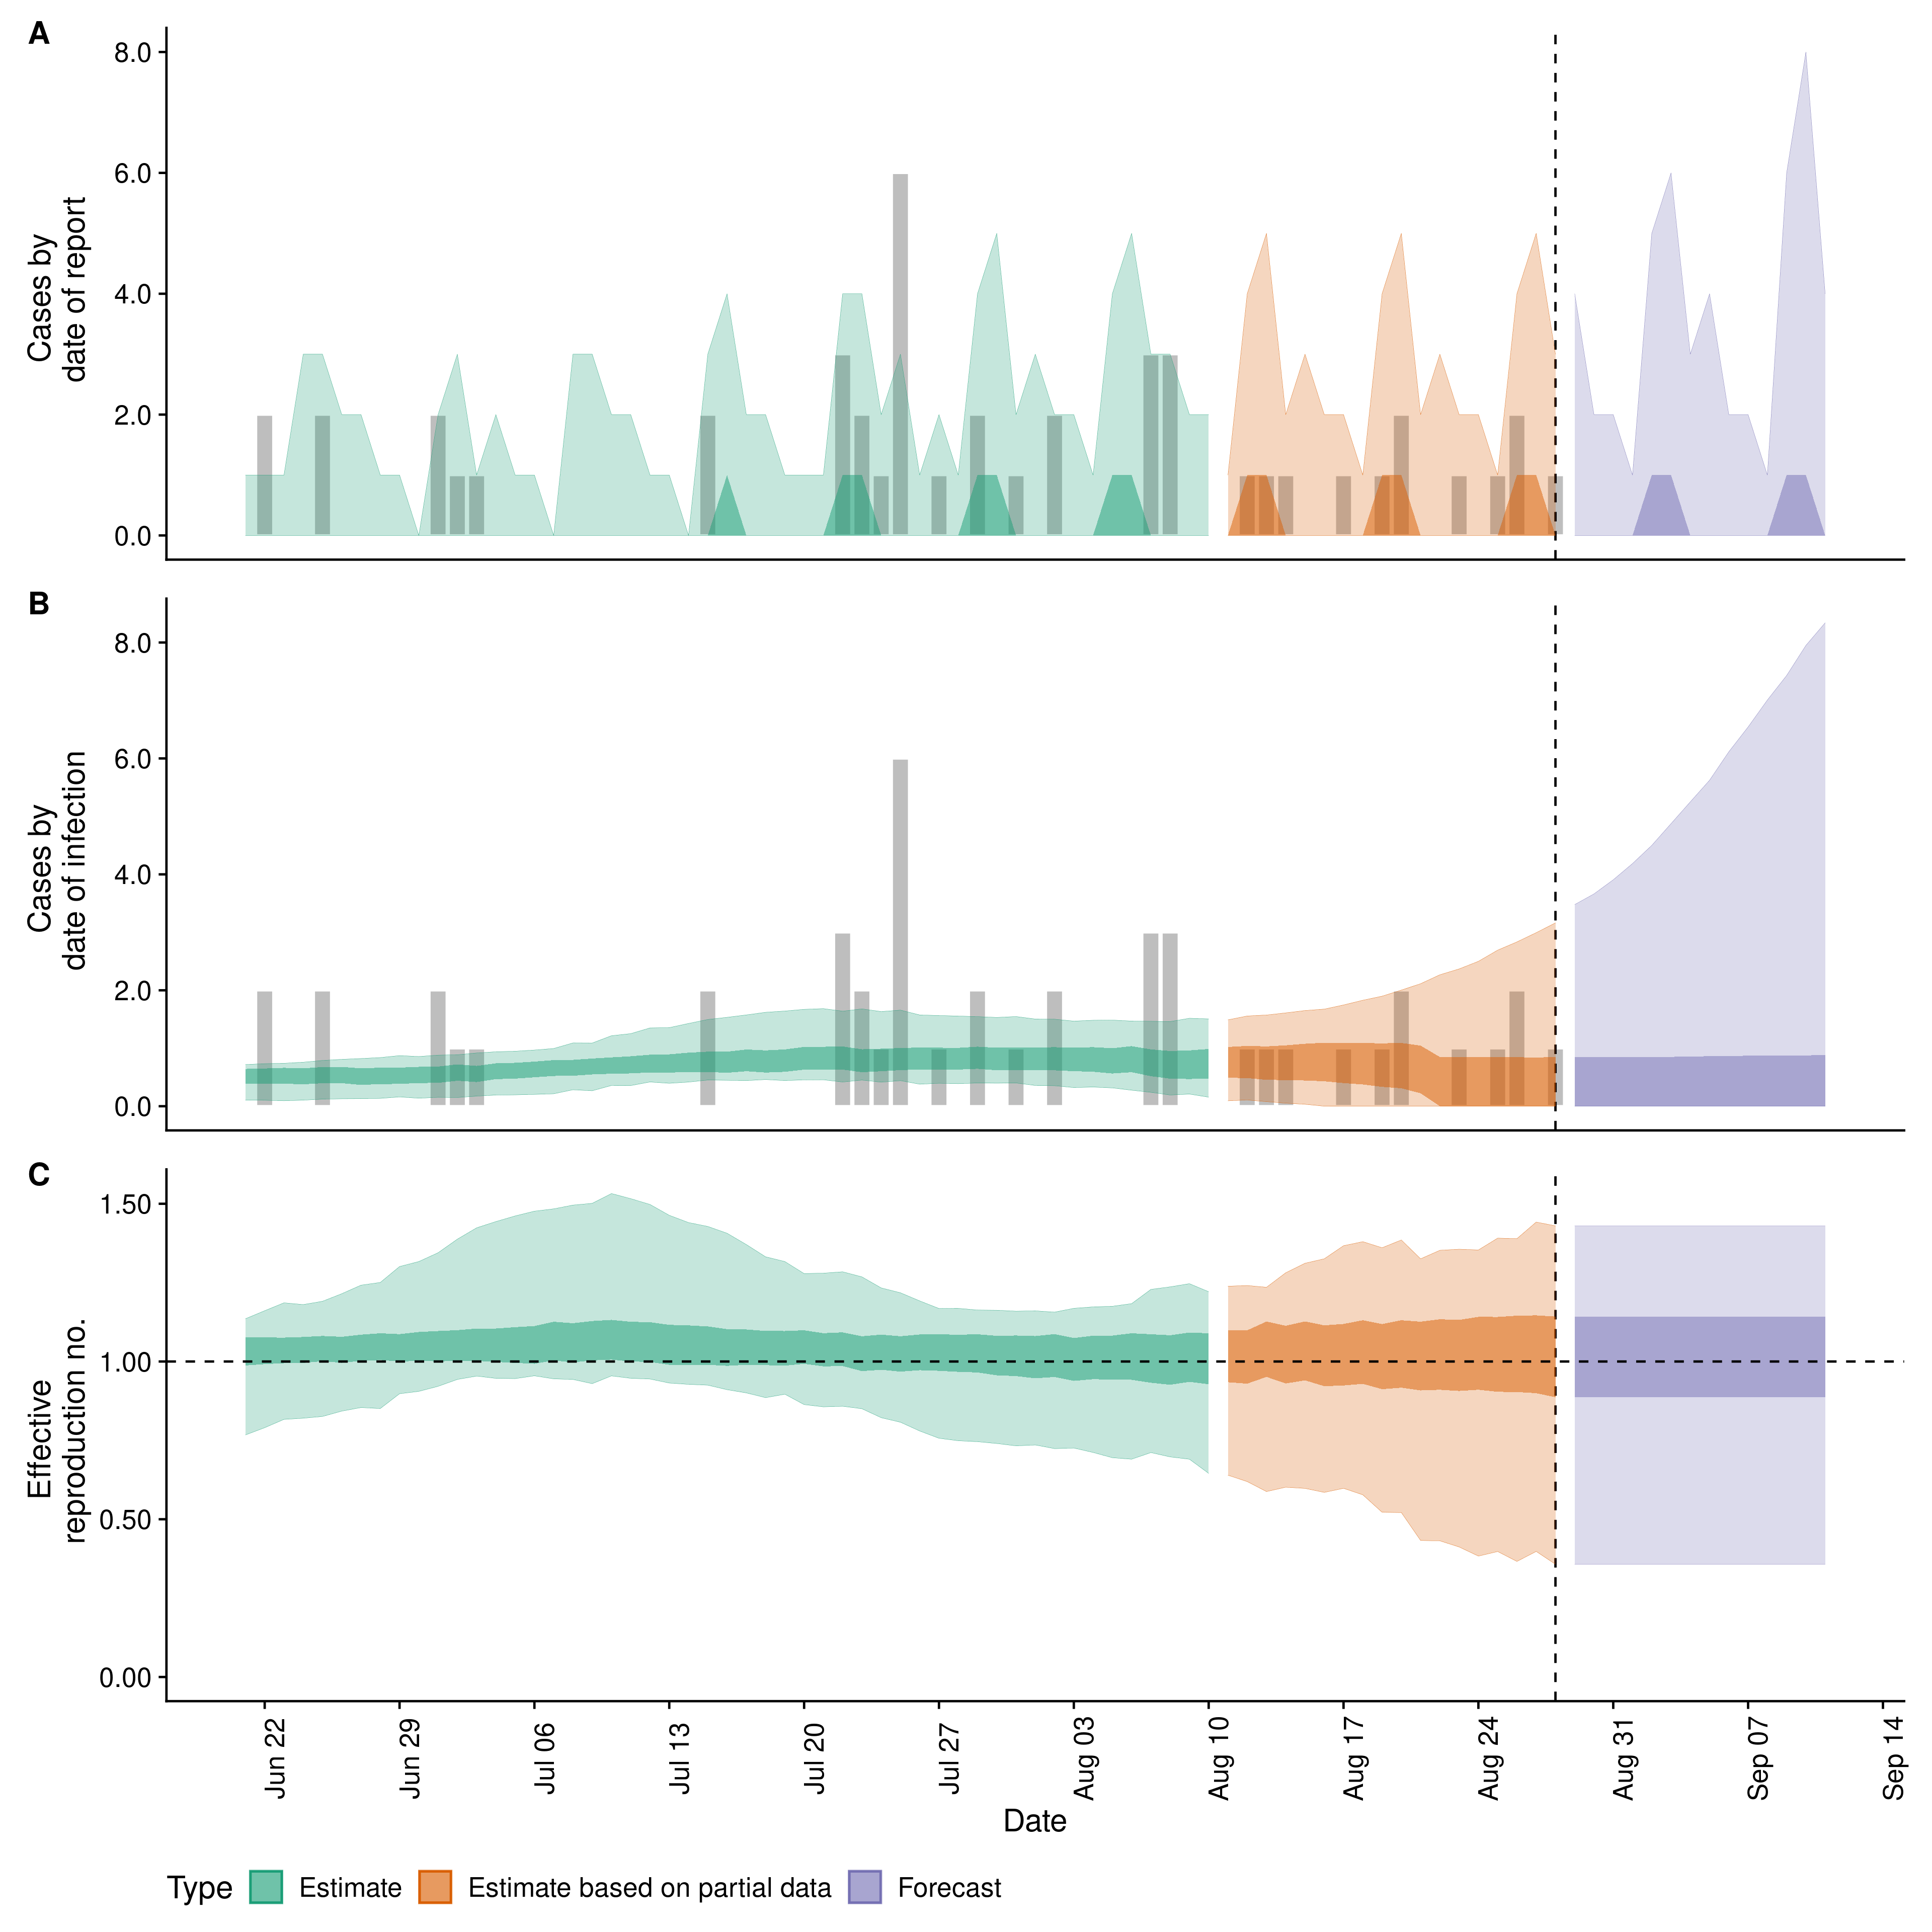 A
8.0
6.0
4.0
2.0
0.0
Cases by
date of report
B
8.0
6.0
4.0
2.0
0.0
Cases by
date of infection
C
1.50
1.00
0.50
0.00
Effective
reproduction no.
Jun 22
Jun 29
Jul 06
Jul 13
Jul 20
Jul 27
Aug 03
Aug 10
Aug 17
Aug 24
Aug 31
Sep 07
Sep 14
Date
Type Estimate Estimate based on partial data Forecast